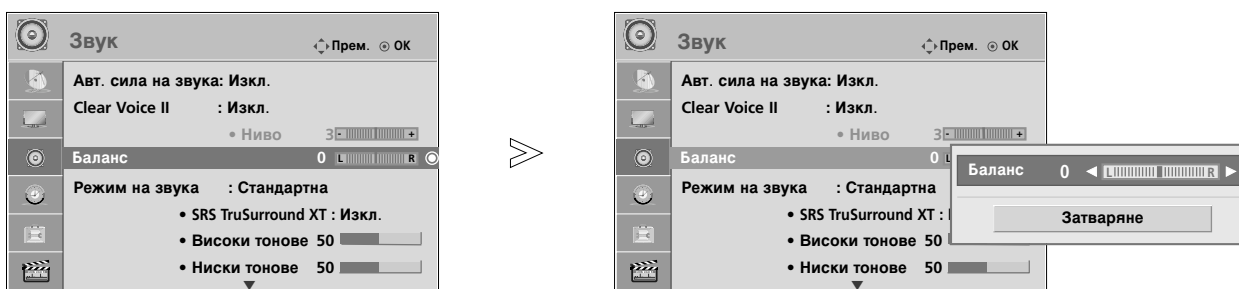 Звук
Прем. OK
Авт. сила на звука: Изкл.
Clear Voice II : Изкл.
• Ниво 3 - +
Баланс 0 L R
Режим на звука : Стандартна
• SRS TruSurround XT : Изкл.
• Високи тонове 50
• Ниски тонове 50
Звук
Прем. OK
Авт. сила на звука: Изкл.
Clear Voice II : Изкл.
• Ниво 3 - +
Баланс 0 L
Режим на звука : Стандартна
• SRS TruSurround XT :
• Високи тонове 50
• Ниски тонове 50
Баланс 0 ◄ L R ►
Затваряне